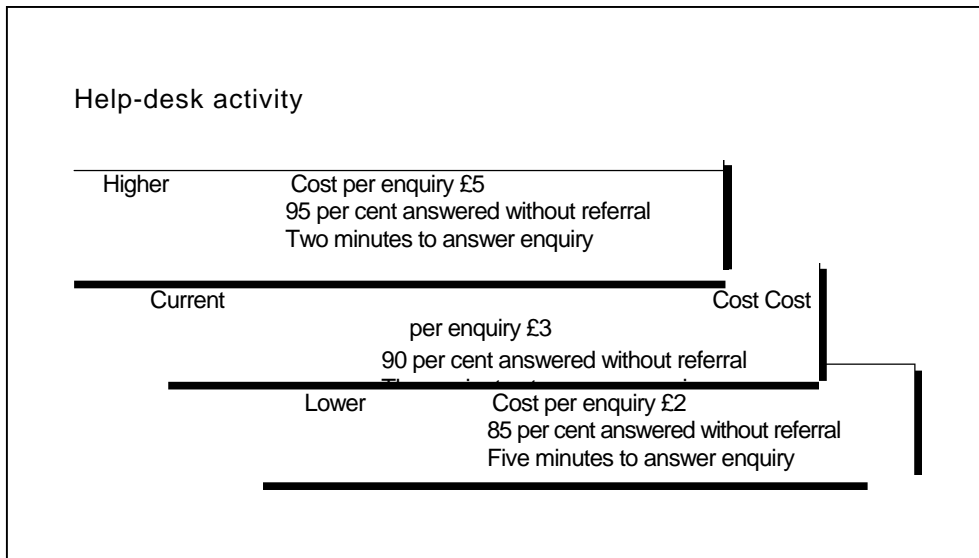 Help-desk activity
Higher Cost per enquiry £5
95 per cent answered without referral
Two minutes to answer enquiry
Current Cost Cost
per enquiry £3
90 per cent answered without referral
Lower Cost per enquiry £2
85 per cent answered without referral
Five minutes to answer enquiry